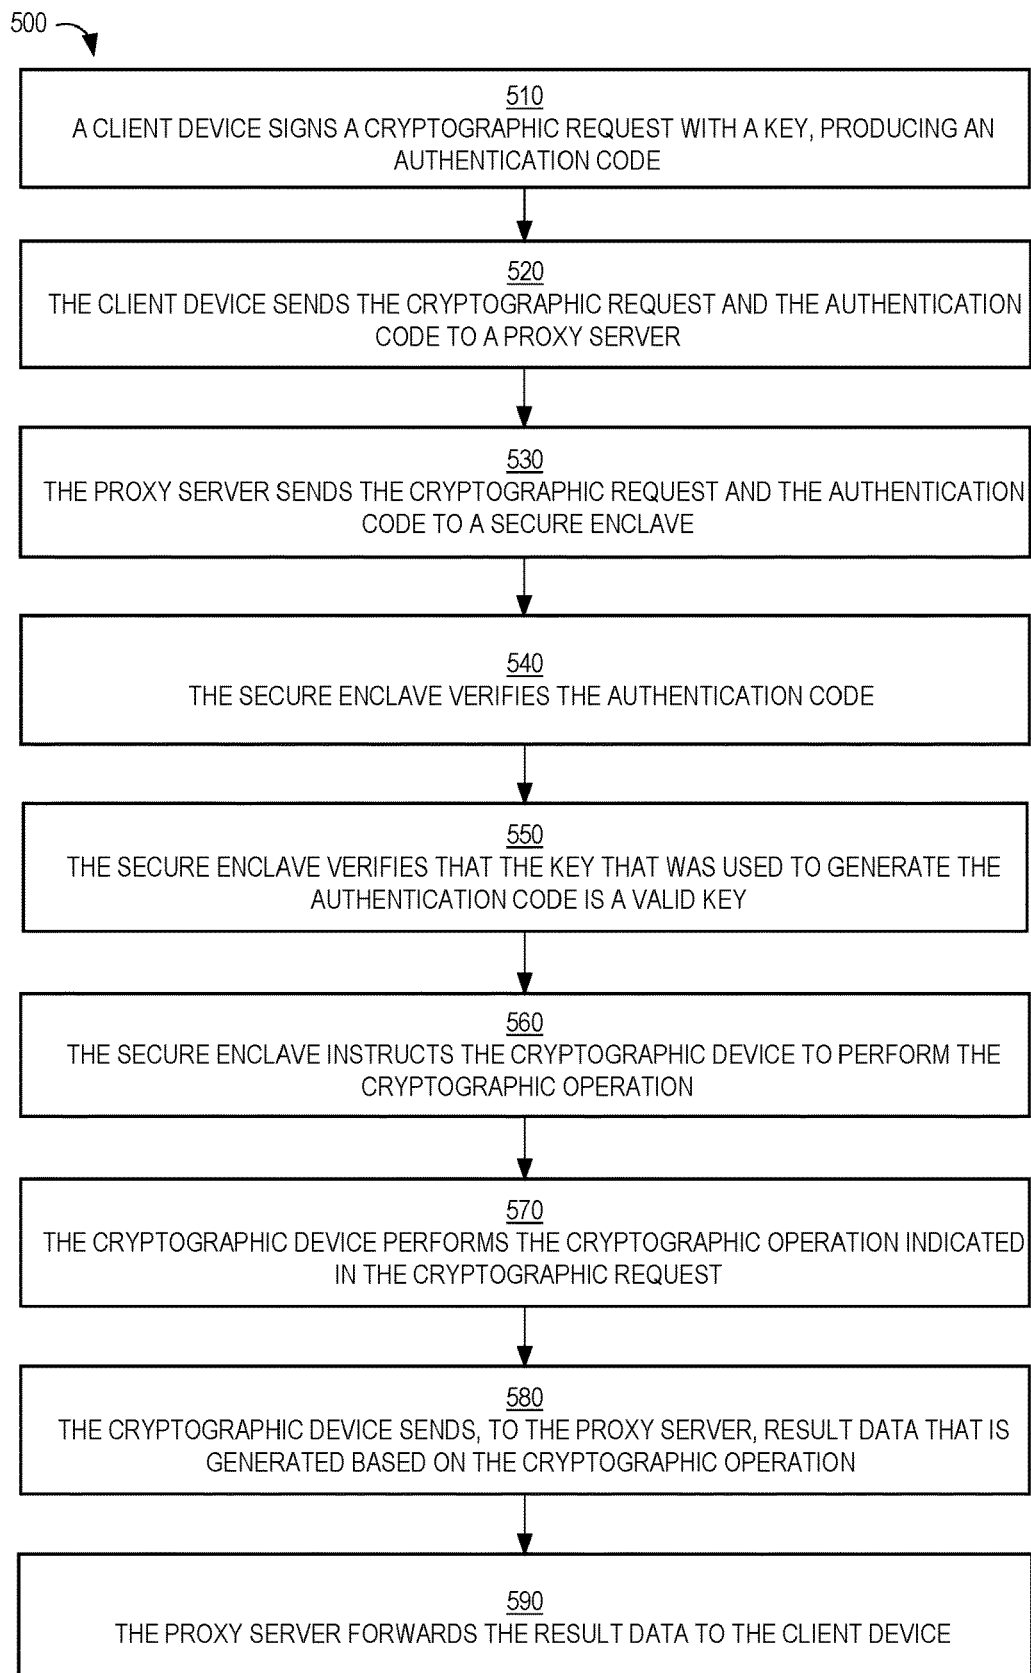 500
510
A CLIENT DEVICE SIGNS A CRYPTOGRAPHIC REQUEST WITH A KEY, PRODUCING AN
AUTHENTICATION CODE
520
THE CLIENT DEVICE SENDS THE CRYPTOGRAPHIC REQUEST AND THE AUTHENTICATION
CODE TO A PROXY SERVER
530
THE PROXY SERVER SENDS THE CRYPTOGRAPHIC REQUEST AND THE AUTHENTICATION
CODE TO A SECURE ENCLAVE
540
THE SECURE ENCLAVE VERIFIES THE AUTHENTICATION CODE
550
THE SECURE ENCLAVE VERIFIES THAT THE KEY THAT WAS USED TO GENERATE THE
AUTHENTICATION CODE IS A VALID KEY
560
THE SECURE ENCLAVE INSTRUCTS THE CRYPTOGRAPHIC DEVICE TO PERFORM THE
CRYPTOGRAPHIC OPERATION
570
THE CRYPTOGRAPHIC DEVICE PERFORMS THE CRYPTOGRAPHIC OPERATION INDICATED
IN THE CRYPTOGRAPHIC REQUEST
580
THE CRYPTOGRAPHIC DEVICE SENDS, TO THE PROXY SERVER, RESULT DATA THAT IS
GENERATED BASED ON THE CRYPTOGRAPHIC OPERATION
590
THE PROXY SERVER FORWARDS THE RESULT DATA TO THE CLIENT DEVICE